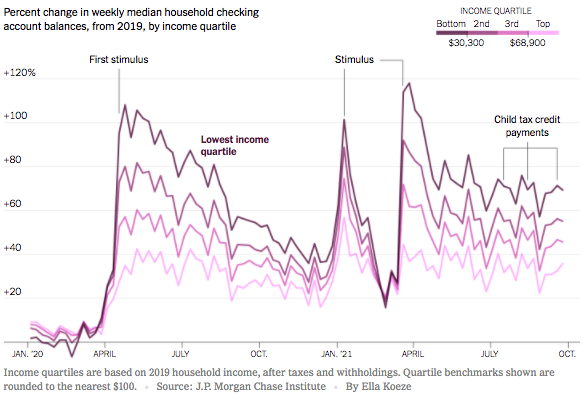 Percent change in weekly median household checking
account balances, from 2019, by income quartile
INCOME QUARTILE
Bottom 2nd 3rd Top
$30,300 $68,900
First stimulus
Stimulus
+120%
+100
Child tax credit
payments
Lowest income
quartile
+80
+60
+40
+20
JAN. '20 APRIL JULY OCT. JAN. '21 APRIL JULY OCT.
Income quartiles are based on 2019 household income, after taxes and withholdings. Quartile benchmarks shown are
rounded to the nearest $100. • Source: J.P. Morgan Chase Institute • By Ella Koeze